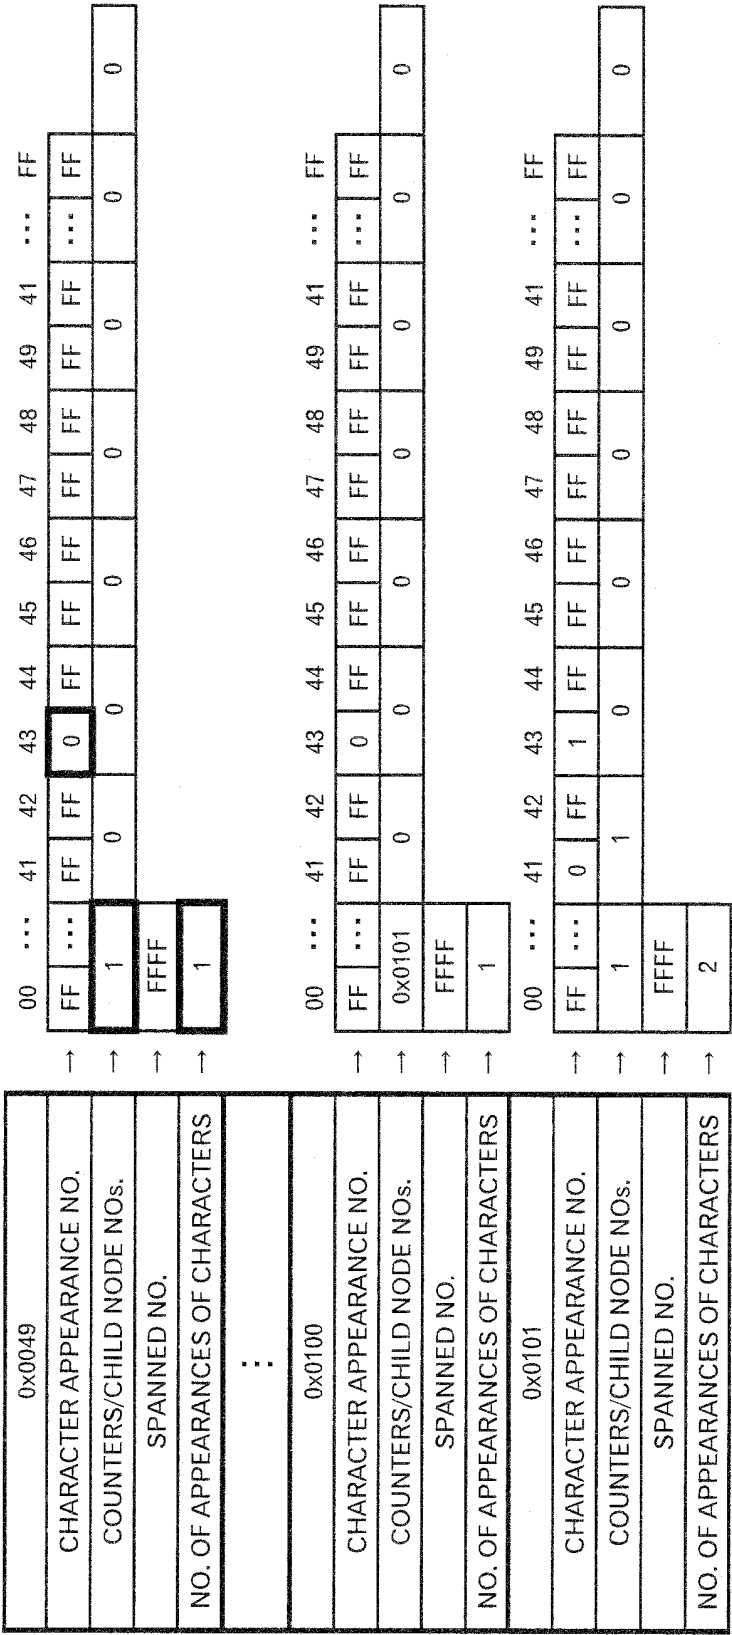 0x0049
00 ... 41 42 43 44 45 46 47 48 49 41 ... FF
CHARACTER APPEARANCE NO. → FF ... FF FF 0 FF FF FF FF FF FF FF ... FF
COUNTERS/CHILD NODE NOs. → 1 0 0 0 0 0 0 0
SPANNED NO. → FFFF
NO. OF APPEARANCES OF CHARACTERS → 1
...
0x0100
00 ... 41 42 43 44 45 46 47 48 49 41 ... FF
CHARACTER APPEARANCE NO. → FF ... FF FF 0 FF FF FF FF FF FF FF ... FF
COUNTERS/CHILD NODE NOs. → 0x0101 0 0 0 0 0 0 0
SPANNED NO. → FFFF
NO. OF APPEARANCES OF CHARACTERS → 1
0x0101
00 ... 41 42 43 44 45 46 47 48 49 41 ... FF
CHARACTER APPEARANCE NO. → FF ... 0 FF 1 FF FF FF FF FF FF FF ... FF
COUNTERS/CHILD NODE NOs. → 1 1 0 0 0 0 0 0
SPANNED NO. → FFFF
NO. OF APPEARANCES OF CHARACTERS → 2